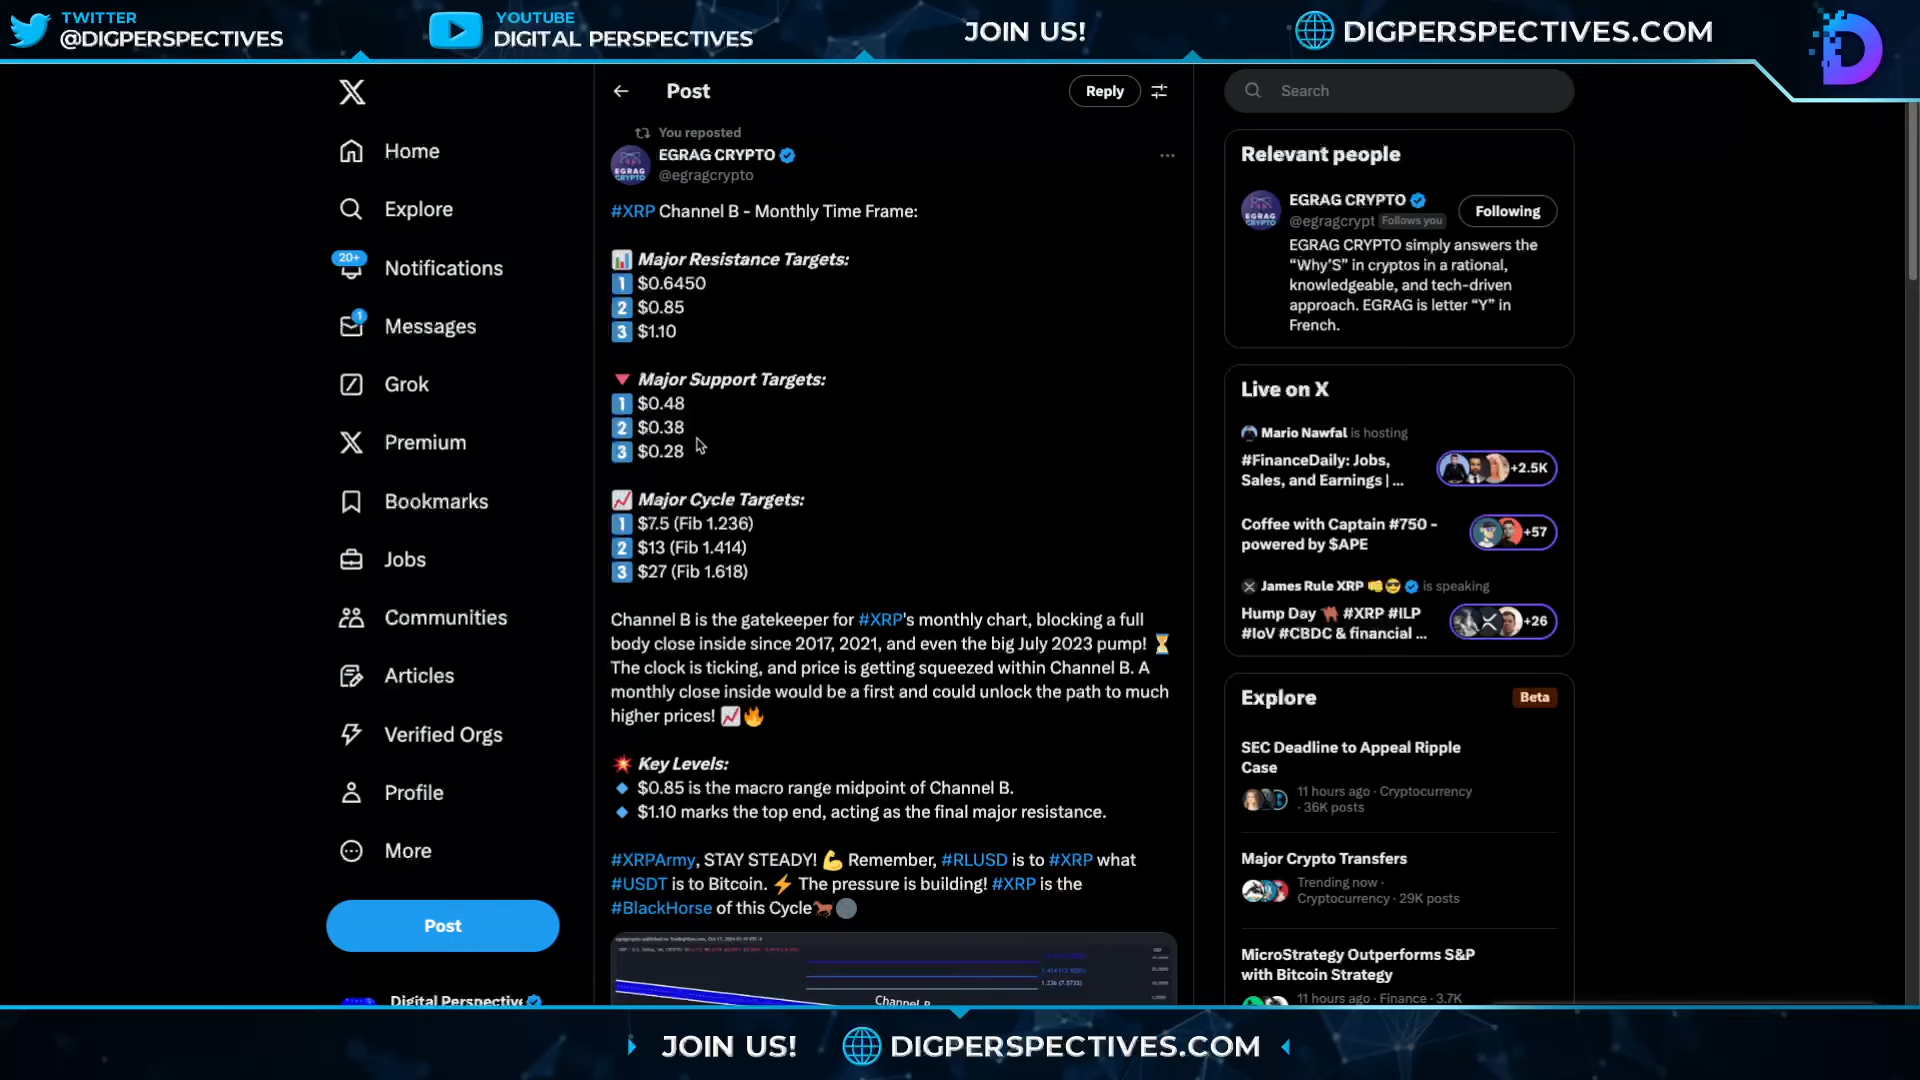 TWITTER
@DIGPERSPECTIVES
YOUTUBE
DIGITAL PERSPECTIVES
JOIN US!
DIGPERSPECTIVES.COM
Home
Explore
20+
Notifications
1
Messages
Grok
Premium
Bookmarks
Jobs
Communities
Articles
Verified Orgs
Profile
More
Post
Digital Perspective
Post
Reply
You reposted
EGRAG CRYPTO
@egragcrypto
#XRP Channel B - Monthly Time Frame:
📊 Major Resistance Targets:
1️⃣ $0.6450
2️⃣ $0.85
3️⃣ $1.10
🔻 Major Support Targets:
1️⃣ $0.48
2️⃣ $0.38
3️⃣ $0.28
📈 Major Cycle Targets:
1️⃣ $7.5 (Fib 1.236)
2️⃣ $13 (Fib 1.414)
3️⃣ $27 (Fib 1.618)
Channel B is the gatekeeper for #XRP's monthly chart, blocking a full
body close inside since 2017, 2021, and even the big July 2023 pump! ⏳
The clock is ticking, and price is getting squeezed within Channel B. A
monthly close inside would be a first and could unlock the path to much
higher prices! 📈🔥
💥 Key Levels:
🔹 $0.85 is the macro range midpoint of Channel B.
🔹 $1.10 marks the top end, acting as the final major resistance.
#XRPArmy, STAY STEADY! 💪 Remember, #RLUSD is to #XRP what
#USDT is to Bitcoin. ⚡ The pressure is building! #XRP is the
#BlackHorse of this Cycle🐎🌑
Channel B
Search
Relevant people
EGRAG CRYPTO
@egragcrypt Follows you
Following
EGRAG CRYPTO simply answers the
“Why’S” in cryptos in a rational,
knowledgeable, and tech-driven
approach. EGRAG is letter “Y” in
French.
Live on X
Mario Nawfal is hosting
#FinanceDaily: Jobs,
Sales, and Earnings | ...
+2.5K
Coffee with Captain #750 -
powered by $APE
+57
James Rule XRP 👊😎 is speaking
Hump Day 🐪 #XRP #ILP
#IoV #CBDC & financial ...
+26
Explore
Beta
SEC Deadline to Appeal Ripple
Case
11 hours ago · Cryptocurrency
· 36K posts
Major Crypto Transfers
Trending now ·
Cryptocurrency · 29K posts
MicroStrategy Outperforms S&P
with Bitcoin Strategy
11 hours ago · Finance · 3.7K
JOIN US!
DIGPERSPECTIVES.COM